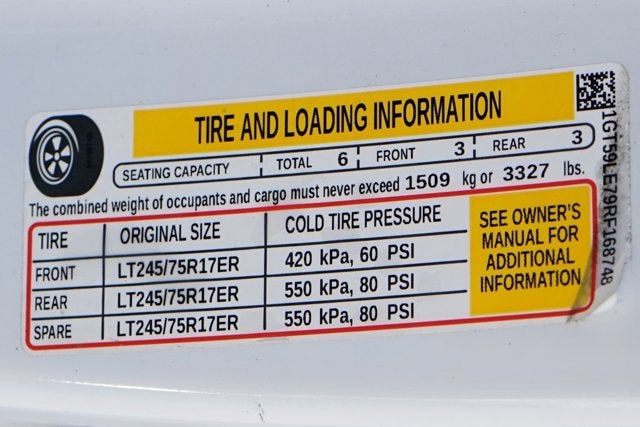 TIRE AND LOADING INFORMATION
SEATING CAPACITY TOTAL 6 FRONT 3 REAR 3
The combined weight of occupants and cargo must never exceed 1509 kg or 3327 lbs.
TIRE ORIGINAL SIZE COLD TIRE PRESSURE
FRONT LT245/75R17ER 420 kPa, 60 PSI
REAR LT245/75R17ER 550 kPa, 80 PSI
SPARE LT245/75R17ER 550 kPa, 80 PSI
SEE OWNER'S
MANUAL FOR
ADDITIONAL
INFORMATION
1GT59LE79RF168748